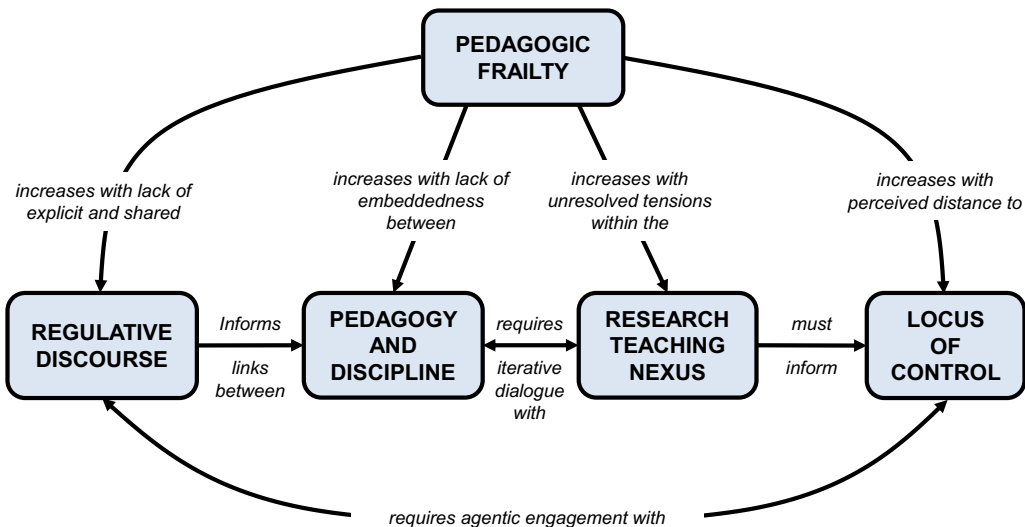 PEDAGOGIC
FRAILTY
increases with lack of
explicit and shared
increases with lack of
embeddedness
between
increases with
unresolved tensions
within the
increases with
perceived distance to
REGULATIVE
DISCOURSE
Informs
links
between
PEDAGOGY
AND
DISCIPLINE
requires
iterative
dialogue
with
RESEARCH
TEACHING
NEXUS
must
inform
LOCUS
OF
CONTROL
requires agentic engagement with